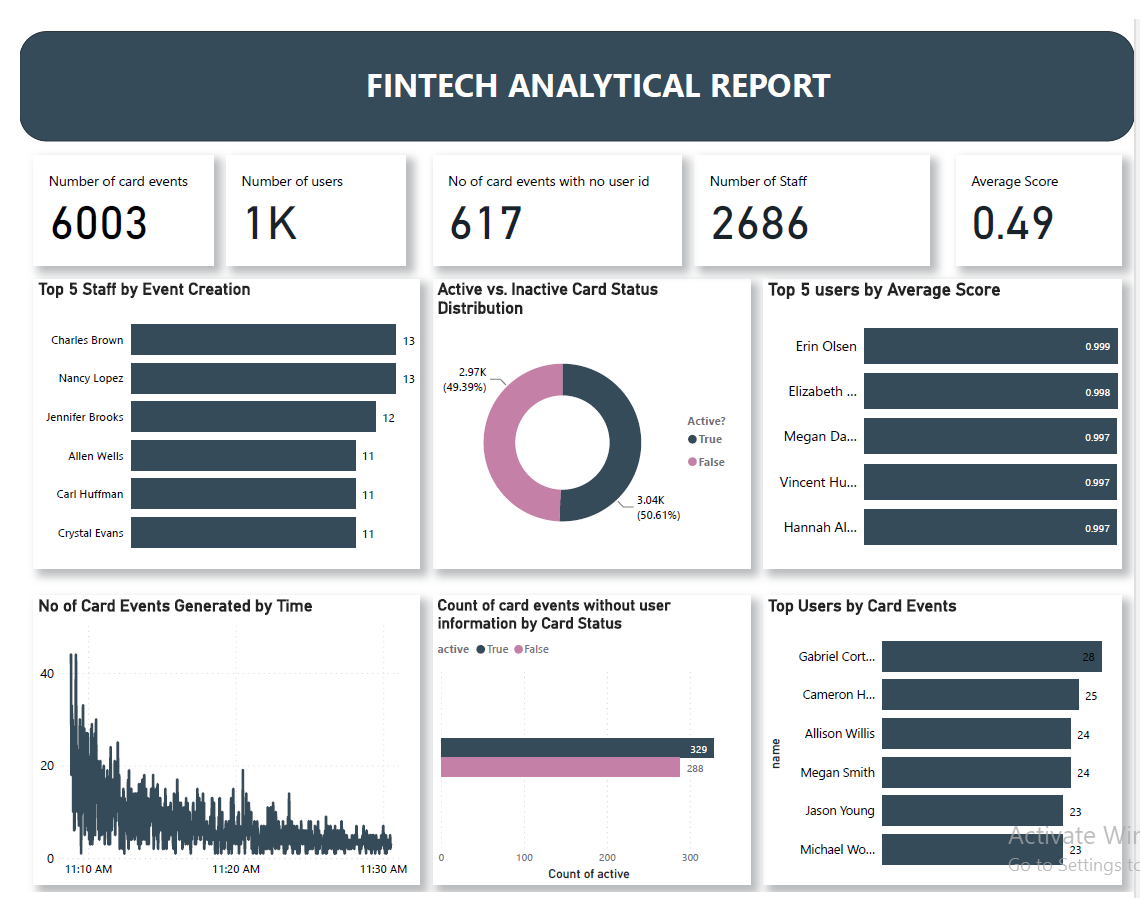 FINTECH ANALYTICAL REPORT
Number of card events
6003
Number of users
1K
No of card events with no user id
617
Number of Staff
2686
Average Score
0.49
Top 5 Staff by Event Creation
Charles Brown 13
Nancy Lopez 13
Jennifer Brooks 12
Allen Wells 11
Carl Huffman 11
Crystal Evans 11
Active vs. Inactive Card Status
Distribution
2.97K
(49.39%)
Active?
True
False
3.04K
(50.61%)
Top 5 users by Average Score
Erin Olsen 0.999
Elizabeth ... 0.998
Megan Da... 0.997
Vincent Hu... 0.997
Hannah Al... 0.997
No of Card Events Generated by Time
40
20
0
11:10 AM 11:20 AM 11:30 AM
Count of card events without user
information by Card Status
active True False
329
288
0 100 200 300
Count of active
Top Users by Card Events
name
Gabriel Cort... 28
Cameron H... 25
Allison Willis 24
Megan Smith 24
Jason Young 23
Michael Wo... 23
Activate Wi
Go to Settings to